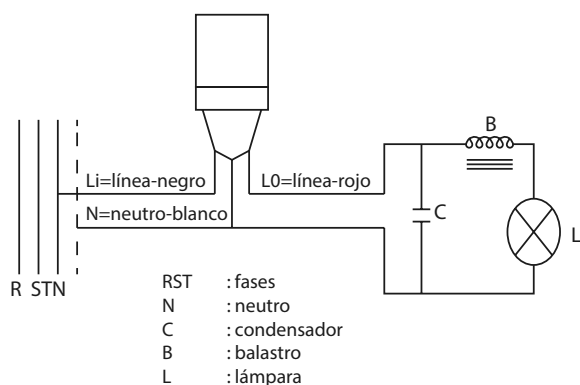 B
Li=línea-negro
L0=línea-rojo
N=neutro-blanco
C
L
R STN
RST : fases
N : neutro
C : condensador
B : balastro
L : lámpara